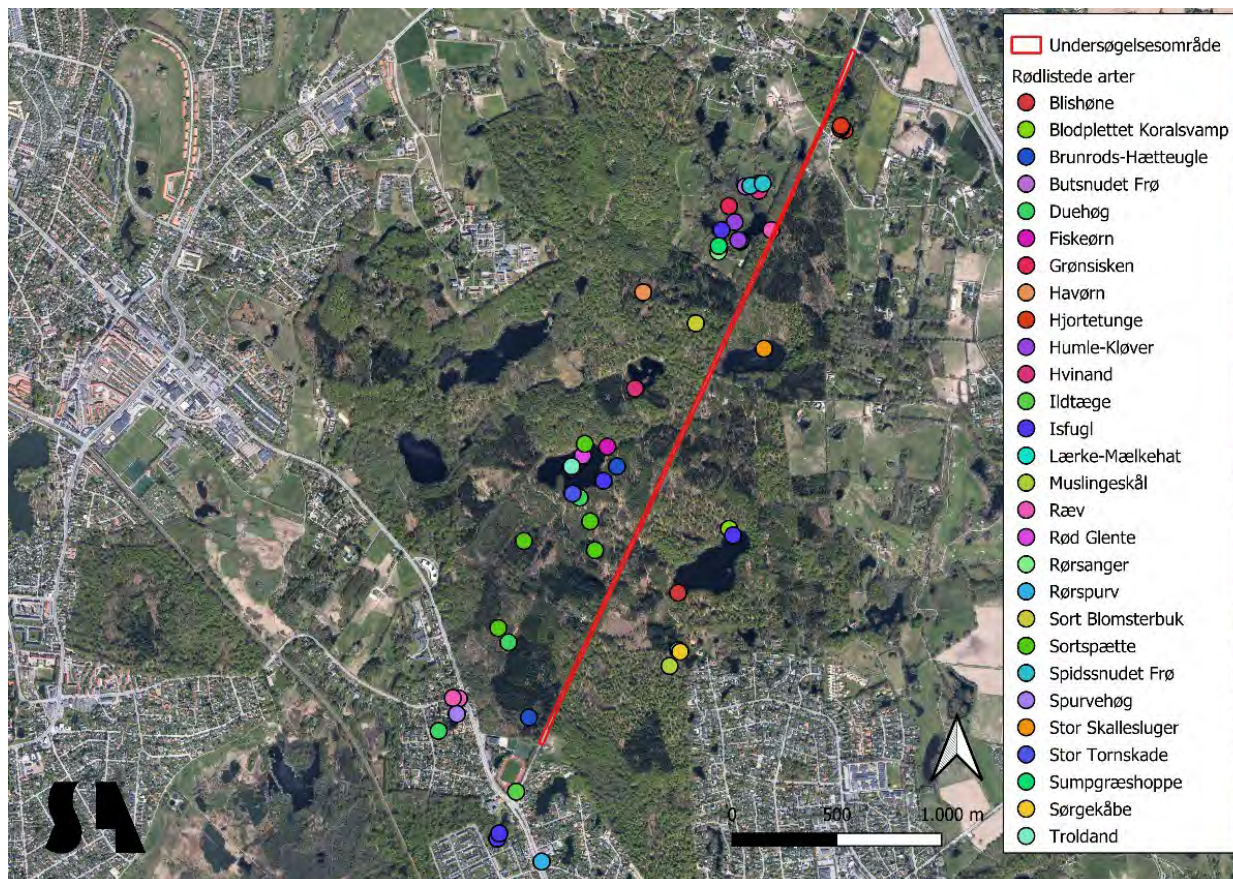 Undersøgelsesområde
Rødlistede arter
Blishøne
Blodplettet Koralsvamp
Brunrods-Hætteugle
Butsnudet Frø
Duehøg
Fiskeørn
Grønsisken
Havørn
Hjortetunge
Humle-Kløver
Hvinand
Ildtæge
Isfugl
Lærke-Mælkehat
Muslingeskål
Ræv
Rød Glente
Rørsanger
Rørspurv
Sort Blomsterbuk
Sortspætte
Spidssnudet Frø
Spurvehøg
Stor Skallesluger
Stor Tornskade
Sumpgræshoppe
Sørgekåbe
Troldand
0 500 1.000 m